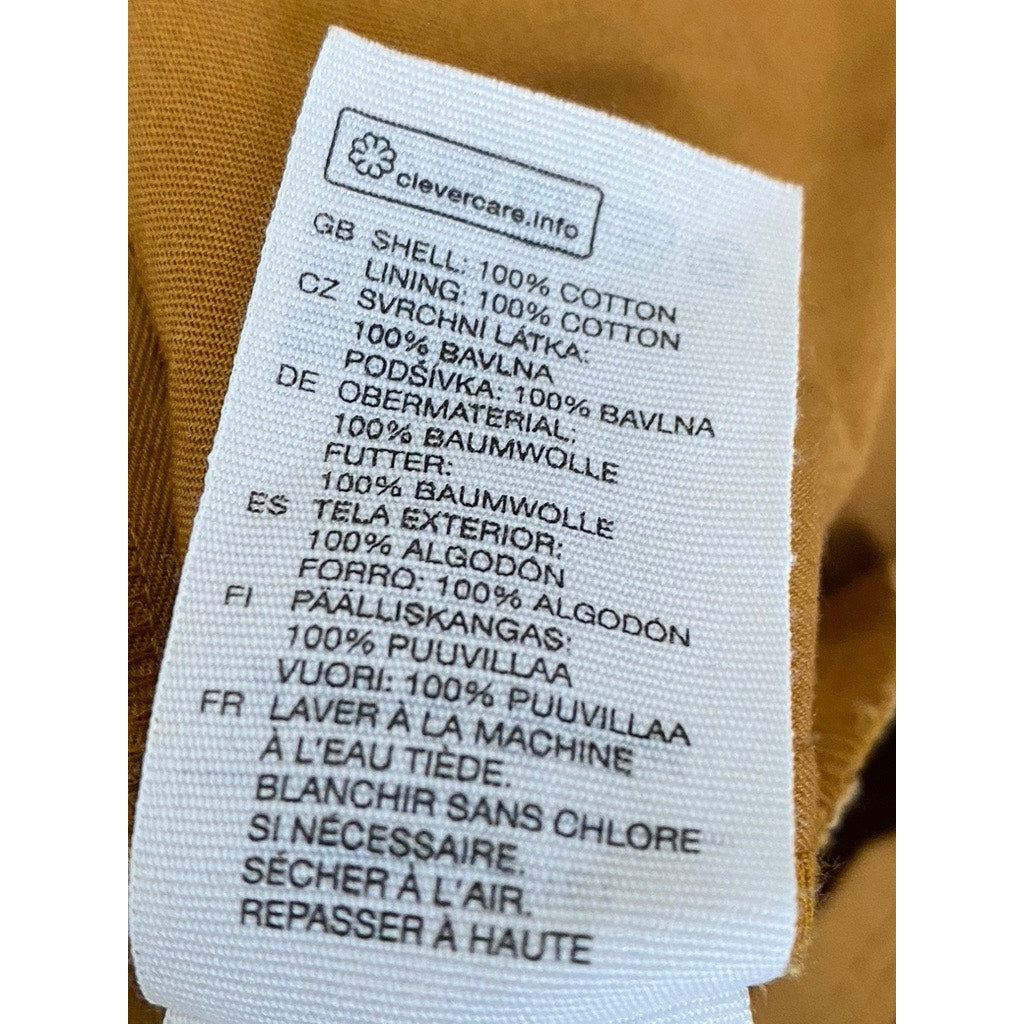 clevercare.info
GB SHELL: 100% COTTON
LINING: 100% COTTON
CZ SVRCHNÍ LÁTKA:
100% BAVLNA
PODŠÍVKA: 100% BAVLNA
DE OBERMATERIAL:
100% BAUMWOLLE
FUTTER:
100% BAUMWOLLE
ES TELA EXTERIOR:
100% ALGODÓN
FORRO: 100% ALGODÓN
FI PÄÄLLISKANGAS:
100% PUUVILLAA
VUORI: 100% PUUVILLAA
FR LAVER À LA MACHINE
À L'EAU TIÈDE.
BLANCHIR SANS CHLORE
SI NÉCESSAIRE.
SÉCHER À L'AIR.
REPASSER À HAUTE